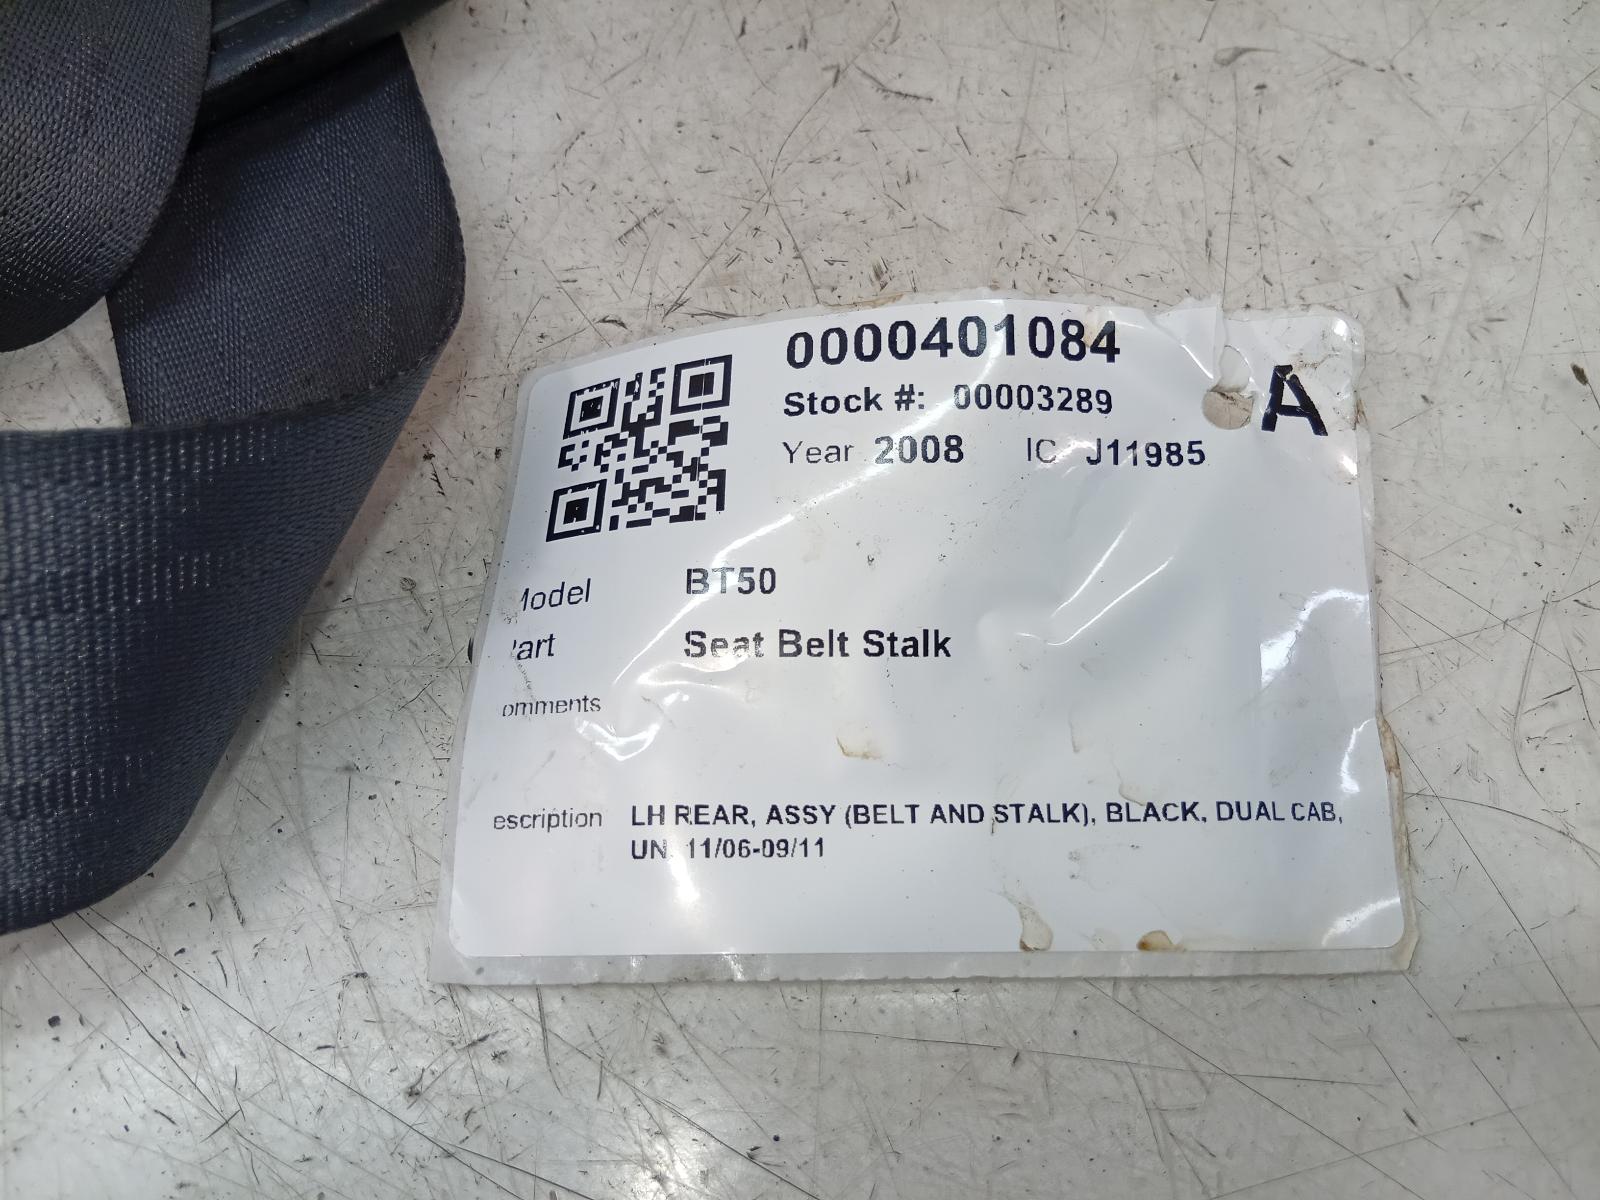 0000401084
A
Stock #: 00003289
Year 2008 IC J11985
Model BT50
Part Seat Belt Stalk
omments
escription LH REAR, ASSY (BELT AND STALK), BLACK, DUAL CAB,
UN, 11/06-09/11